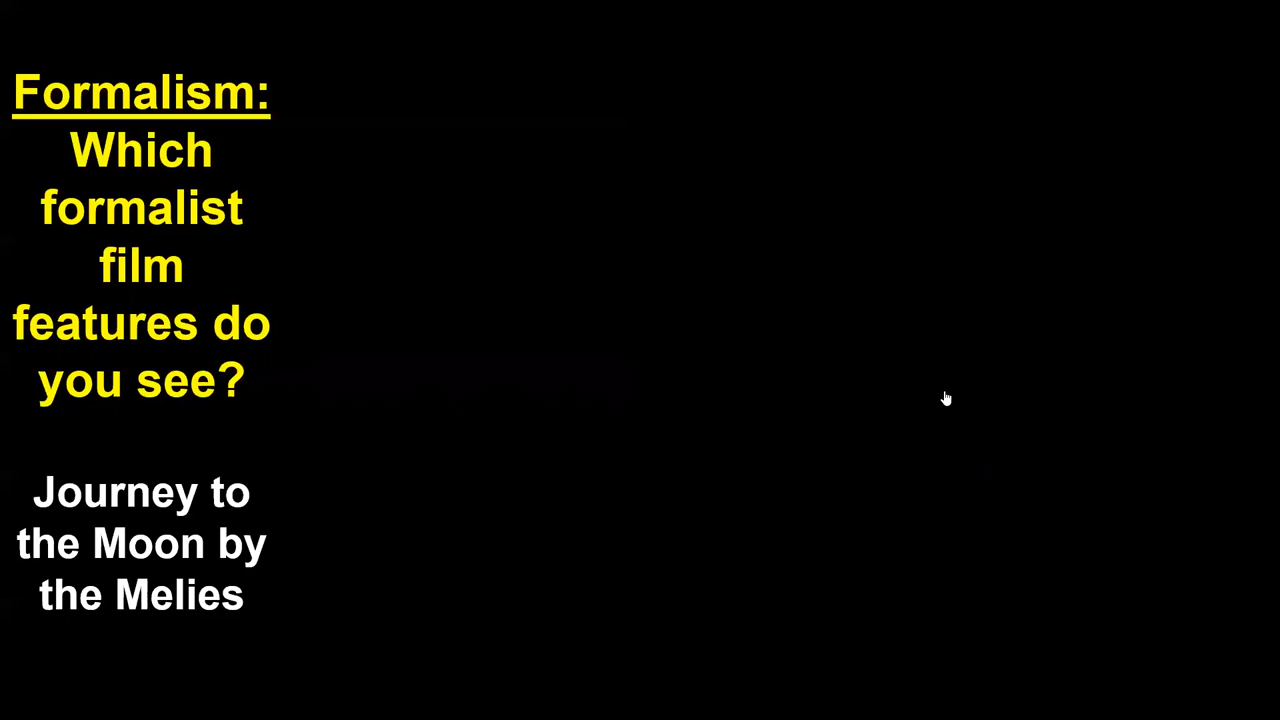 Formalism:
Which
formalist
film
features do
you see?
Journey to
the Moon by
the Melies